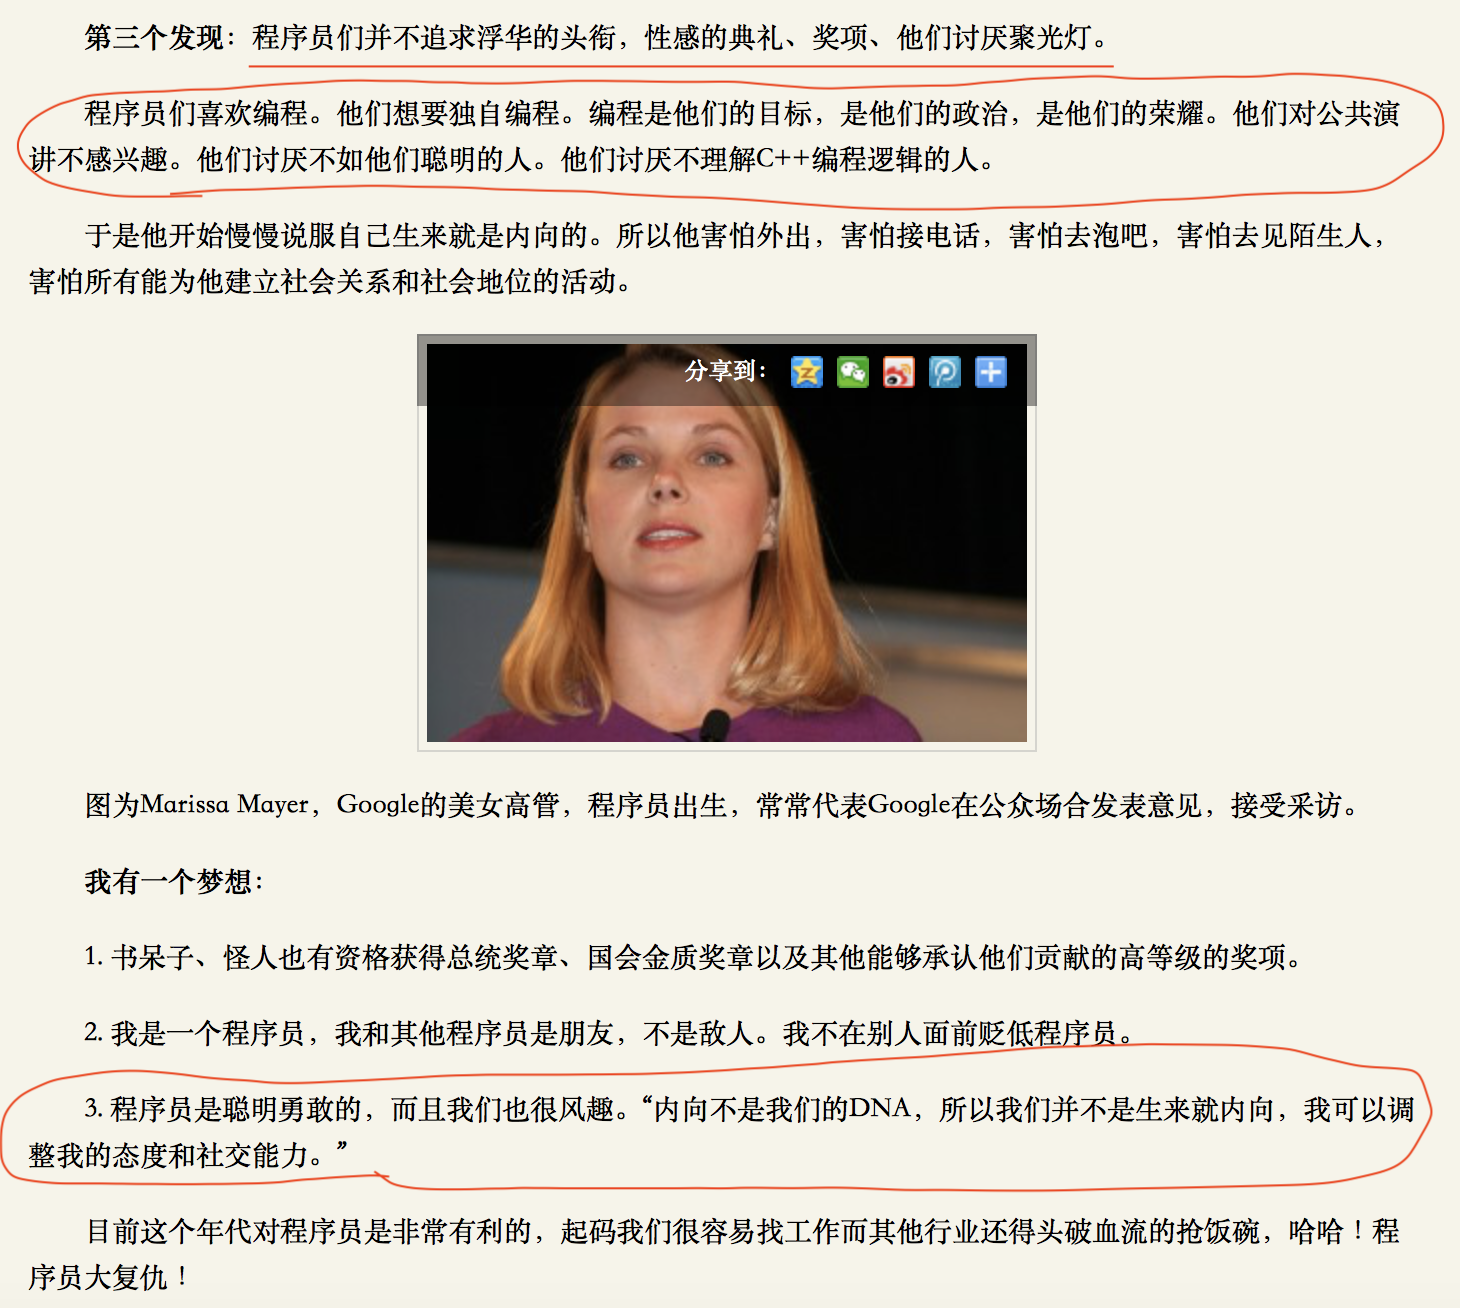 第三个发现：程序员们并不追求浮华的头衔，性感的典礼、奖项、他们讨厌聚光灯。
程序员们喜欢编程。他们想要独自编程。编程是他们的目标，是他们的政治，是他们的荣耀。他们对公共演
讲不感兴趣。他们讨厌不如他们聪明的人。他们讨厌不理解C++编程逻辑的人。
于是他开始慢慢说服自己生来就是内向的。所以他害怕外出，害怕接电话，害怕去泡吧，害怕去见陌生人，
害怕所有能为他建立社会关系和社会地位的活动。
分享到：
图为Marissa Mayer，Google的美女高管，程序员出生，常常代表Google在公众场合发表意见，接受采访。
我有一个梦想：
1. 书呆子、怪人也有资格获得总统奖章、国会金质奖章以及其他能够承认他们贡献的高等级的奖项。
2. 我是一个程序员，我和其他程序员是朋友，不是敌人。我不在别人面前贬低程序员。
3. 程序员是聪明勇敢的，而且我们也很风趣。“内向不是我们的DNA，所以我们并不是生来就内向，我可以调
整我的态度和社交能力。”
目前这个年代对程序员是非常有利的，起码我们很容易找工作而其他行业还得头破血流的抢饭碗，哈哈！程
序员大复仇！